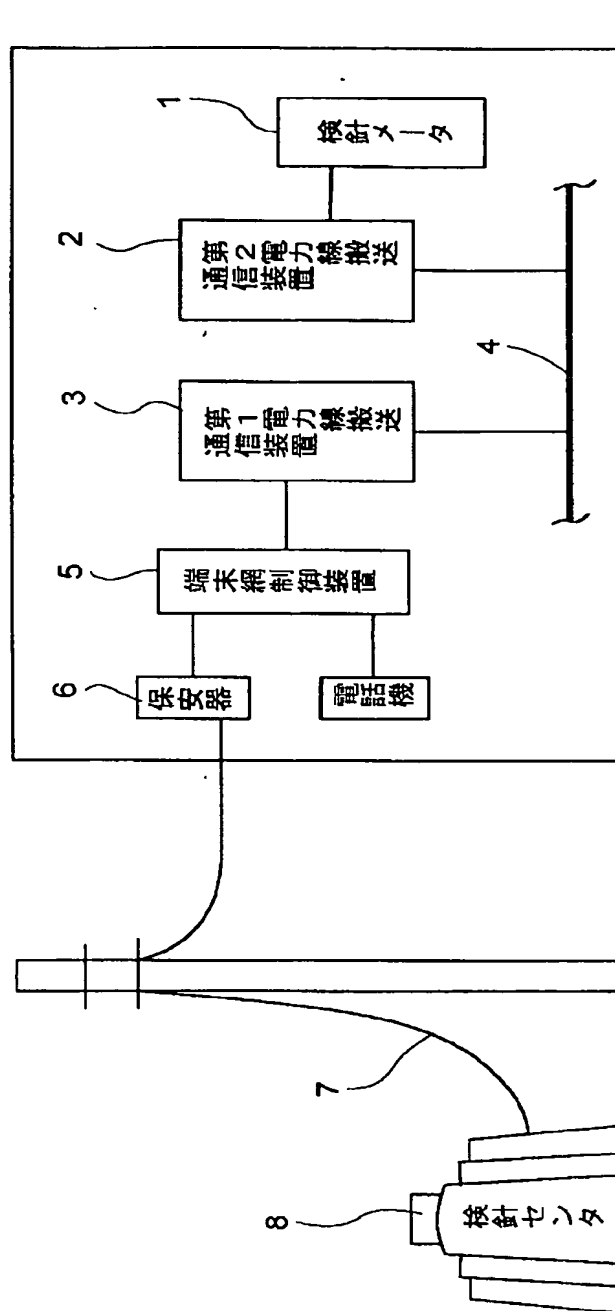 1
検針メータ
2
第2電力線搬送
通信装置
3
第1電力線搬送
通信装置
4
5
端末網制御装置
6
保安器
電話機
7
8
検針センタ